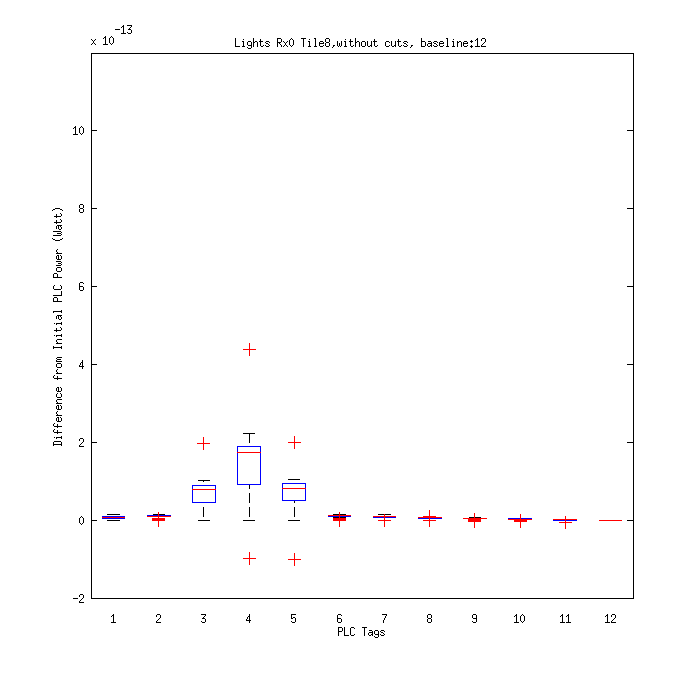 x 10-13
Lights Rx0 Tile8,without cuts, baseline:12
10
8
6
4
2
0
-2
Difference from Initial PLC Power (Watt)
1 2 3 4 5 6 7 8 9 10 11 12
PLC Tags